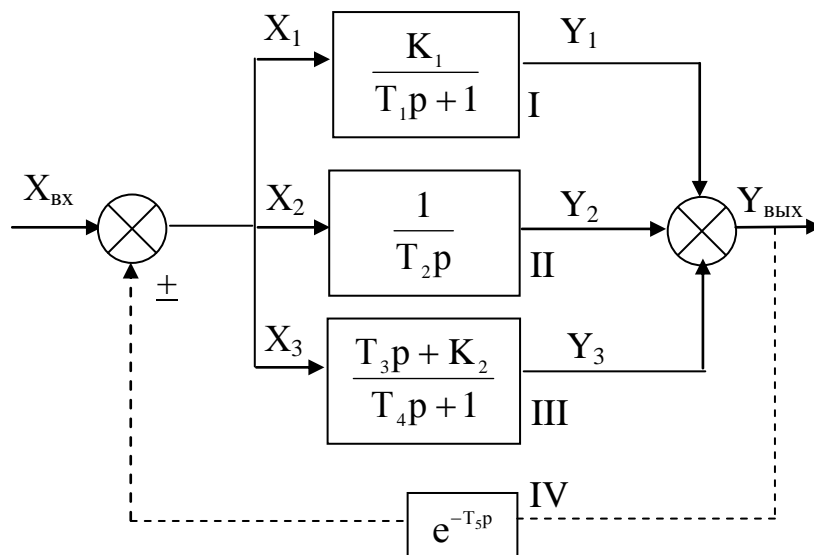 X₁
K₁
T₁p + 1
Y₁
I
Xвх
X₂
1
T₂p
Y₂
II
Yвых
±
X₃
T₃p + K₂
T₄p + 1
Y₃
III
IV
e^(−T₅p)